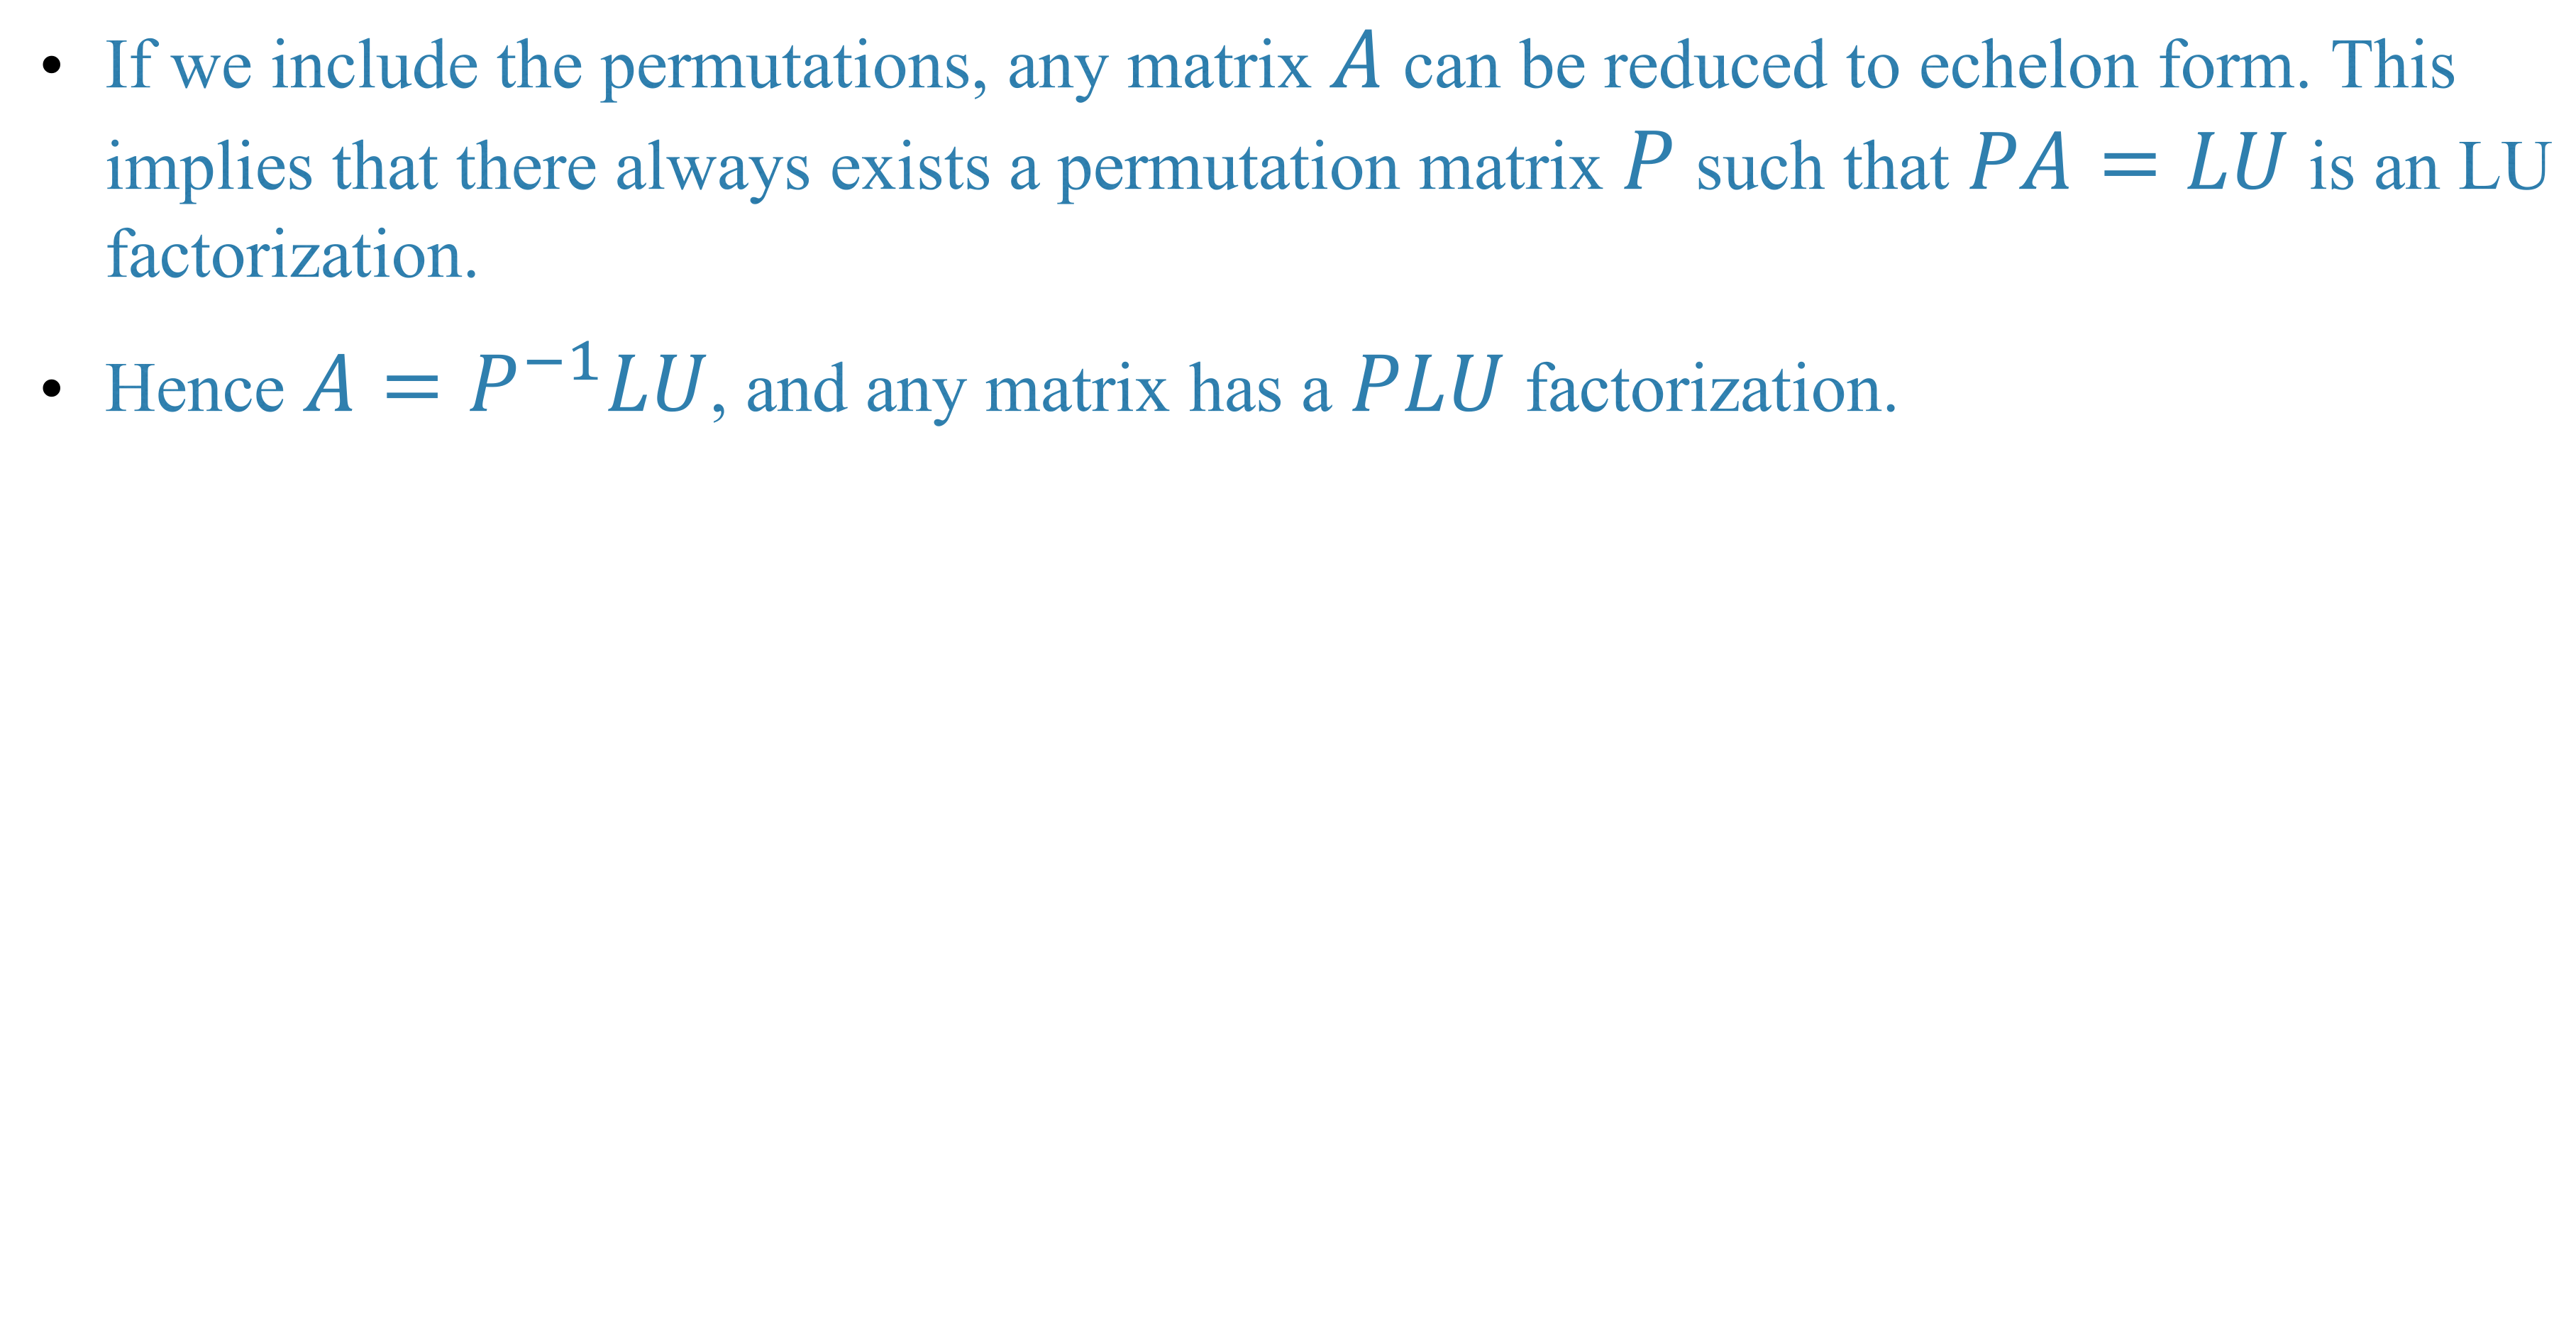 • If we include the permutations, any matrix 𝐴 can be reduced to echelon form. This
implies that there always exists a permutation matrix 𝑃 such that 𝑃𝐴 = 𝐿𝑈 is an LU
factorization.
• Hence 𝐴 = 𝑃⁻¹𝐿𝑈, and any matrix has a 𝑃𝐿𝑈 factorization.